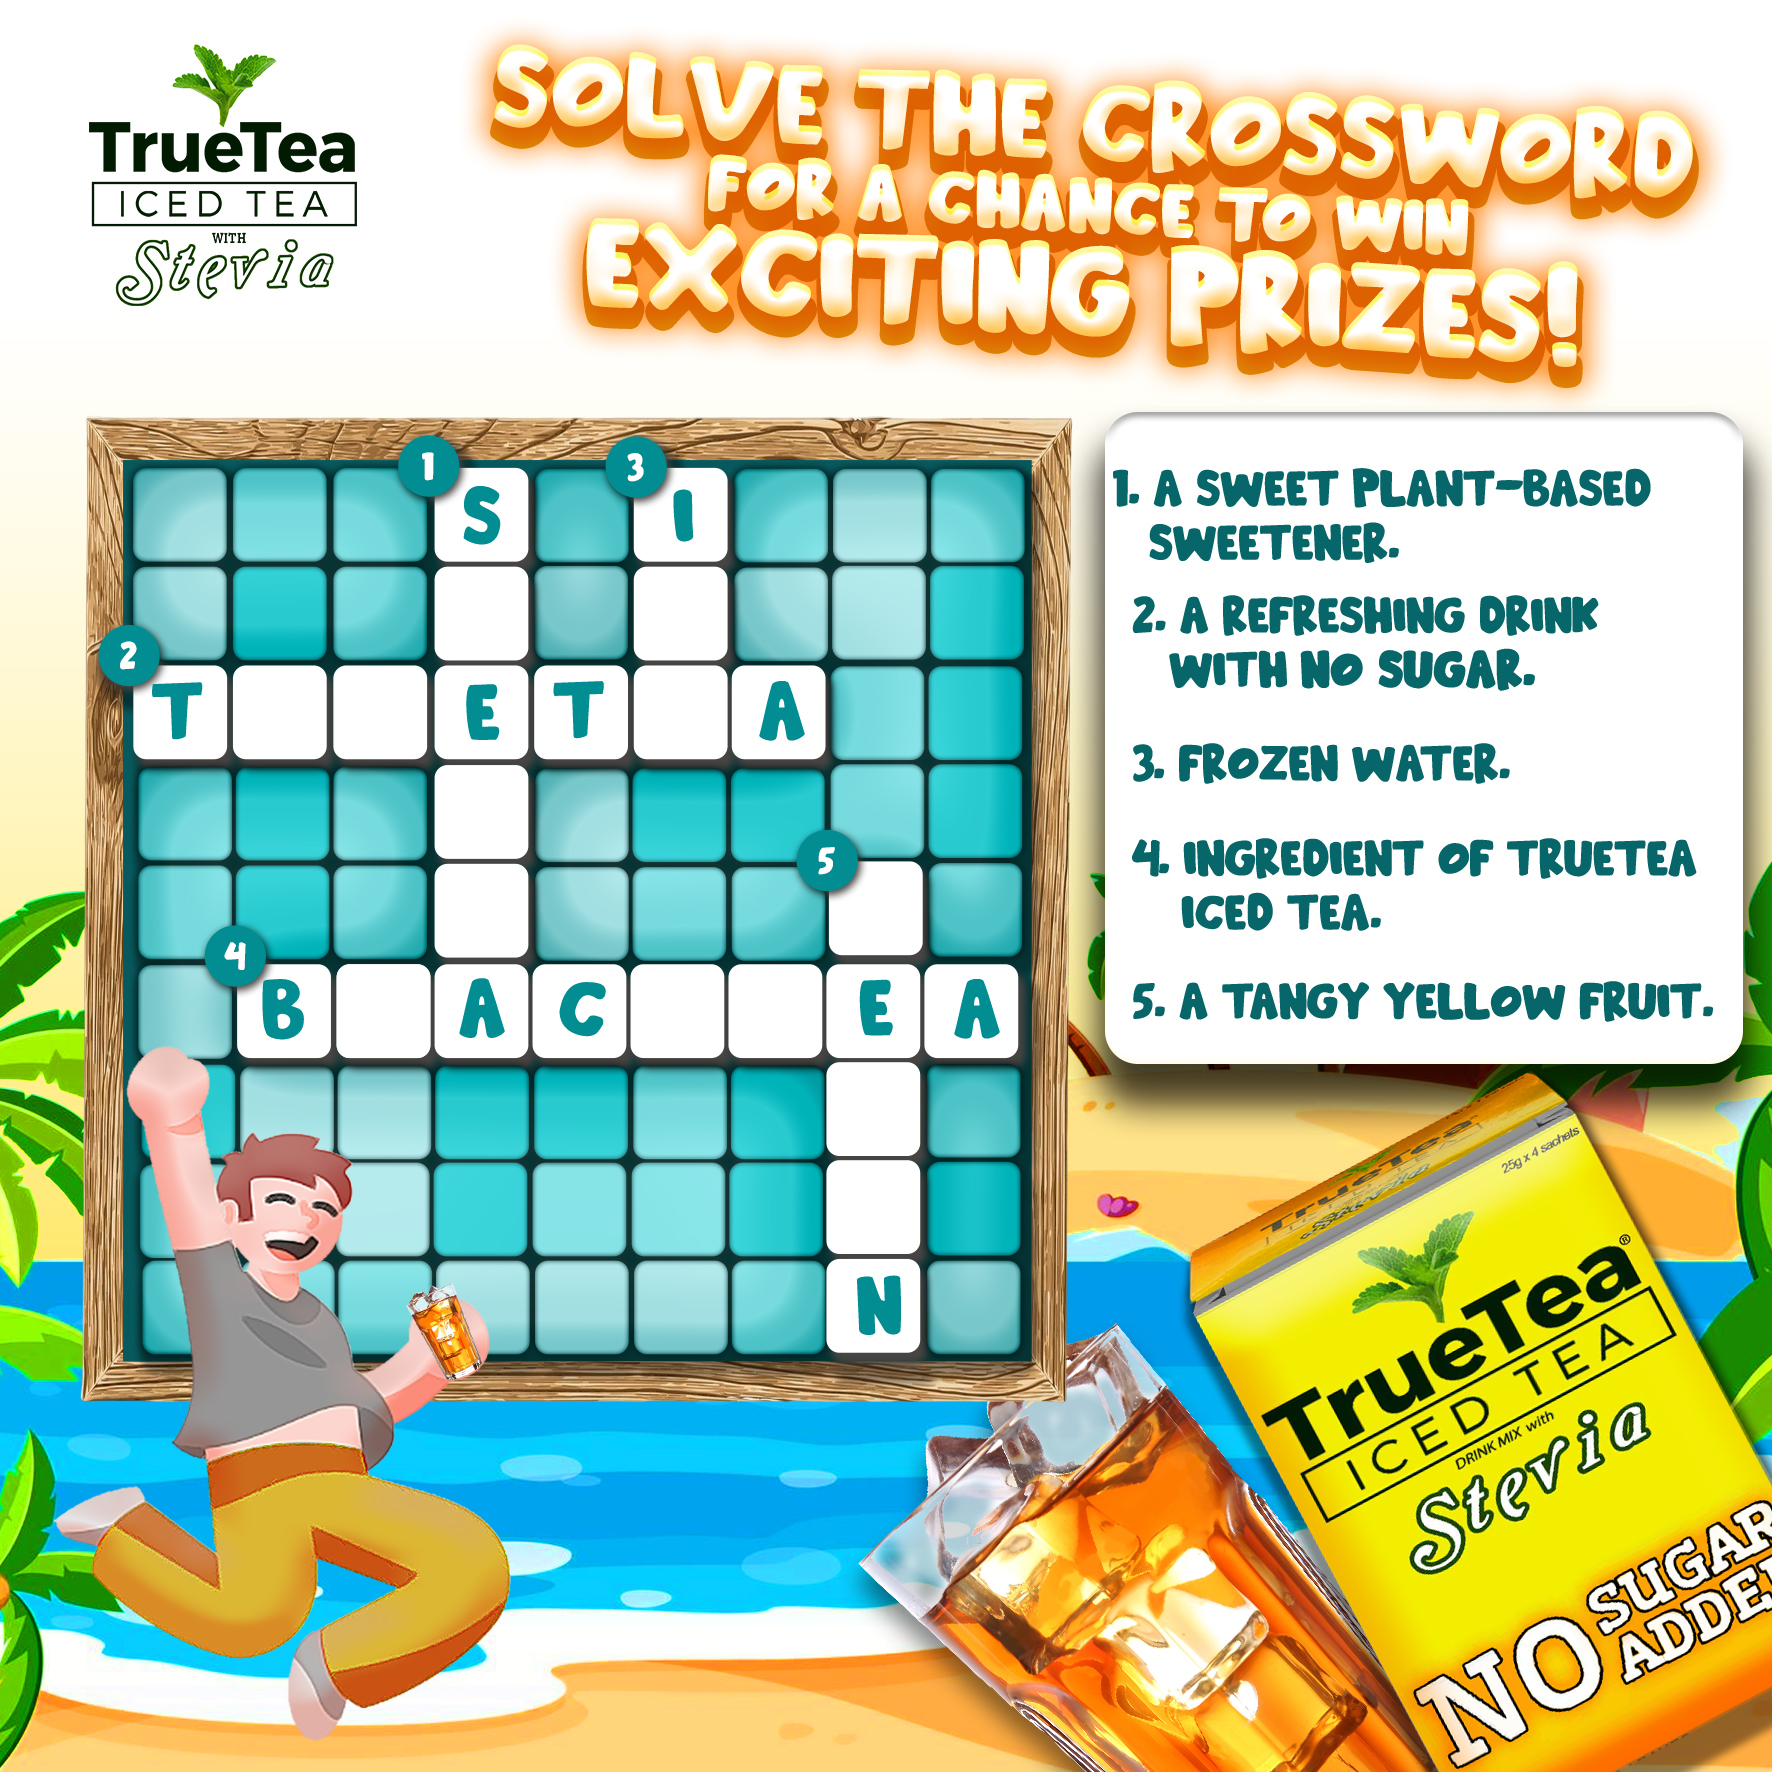 TrueTea
ICED TEA
WITH
Stevia
SOLVE THE CROSSWORD
FOR A CHANCE TO WIN
EXCITING PRIZES!
1 3
S I
2
T E T A
5
4
B A C E A
N
1. A SWEET PLANT-BASED
SWEETENER.
2. A REFRESHING DRINK
WITH NO SUGAR.
3. FROZEN WATER.
4. INGREDIENT OF TRUETEA
ICED TEA.
5. A TANGY YELLOW FRUIT.
TrueTea
25g x 4 sachets
TrueTea®
ICED TEA
DRINK MIX with
Stevia
NO
SUGAR
ADDE